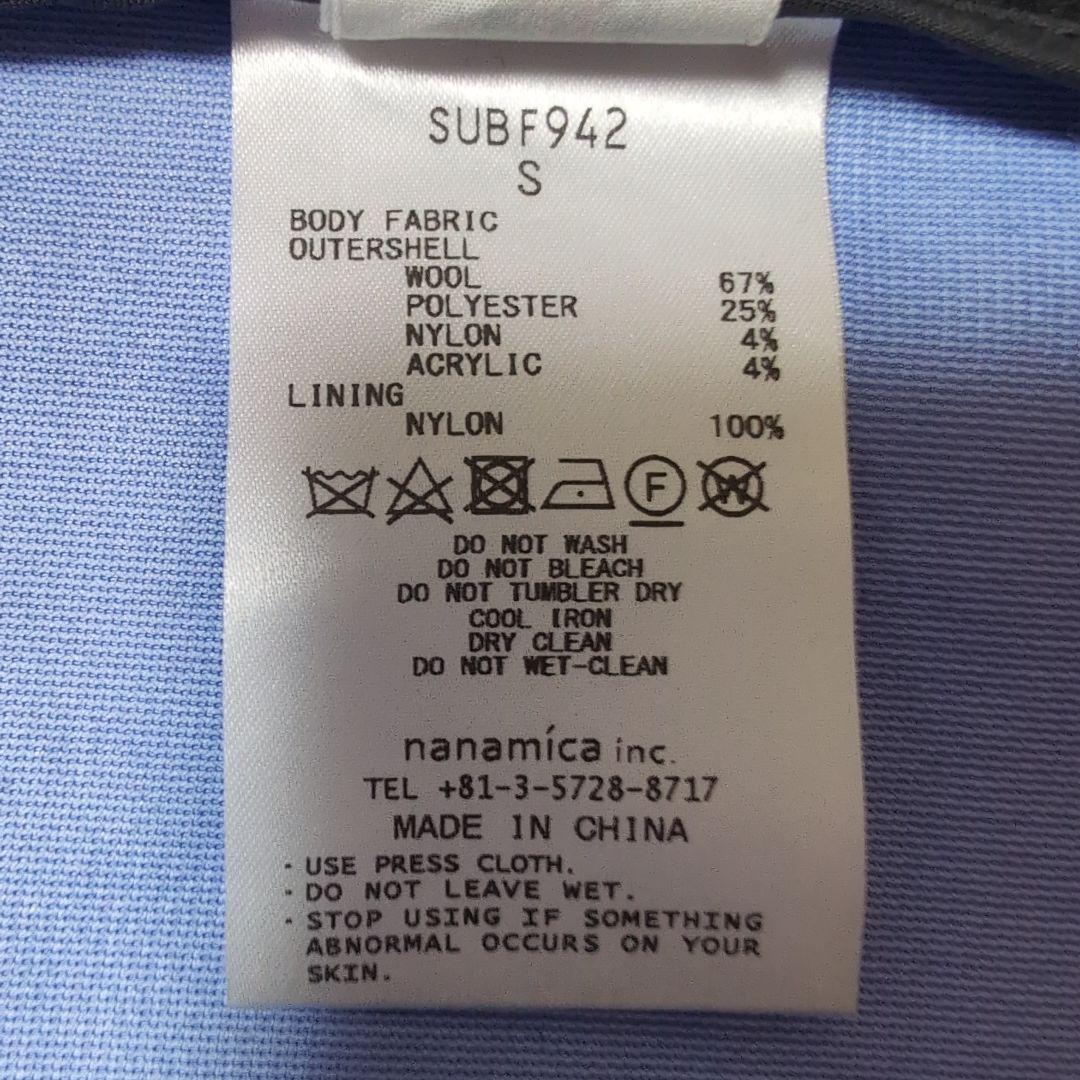 SUBF942
S
BODY FABRIC
OUTERSHELL
WOOL 67%
POLYESTER 25%
NYLON 4%
ACRYLIC 4%
LINING
NYLON 100%
F W
DO NOT WASH
DO NOT BLEACH
DO NOT TUMBLER DRY
COOL IRON
DRY CLEAN
DO NOT WET-CLEAN
nanamíca inc.
TEL +81-3-5728-8717
MADE IN CHINA
· USE PRESS CLOTH.
· DO NOT LEAVE WET.
· STOP USING IF SOMETHING
ABNORMAL OCCURS ON YOUR
SKIN.